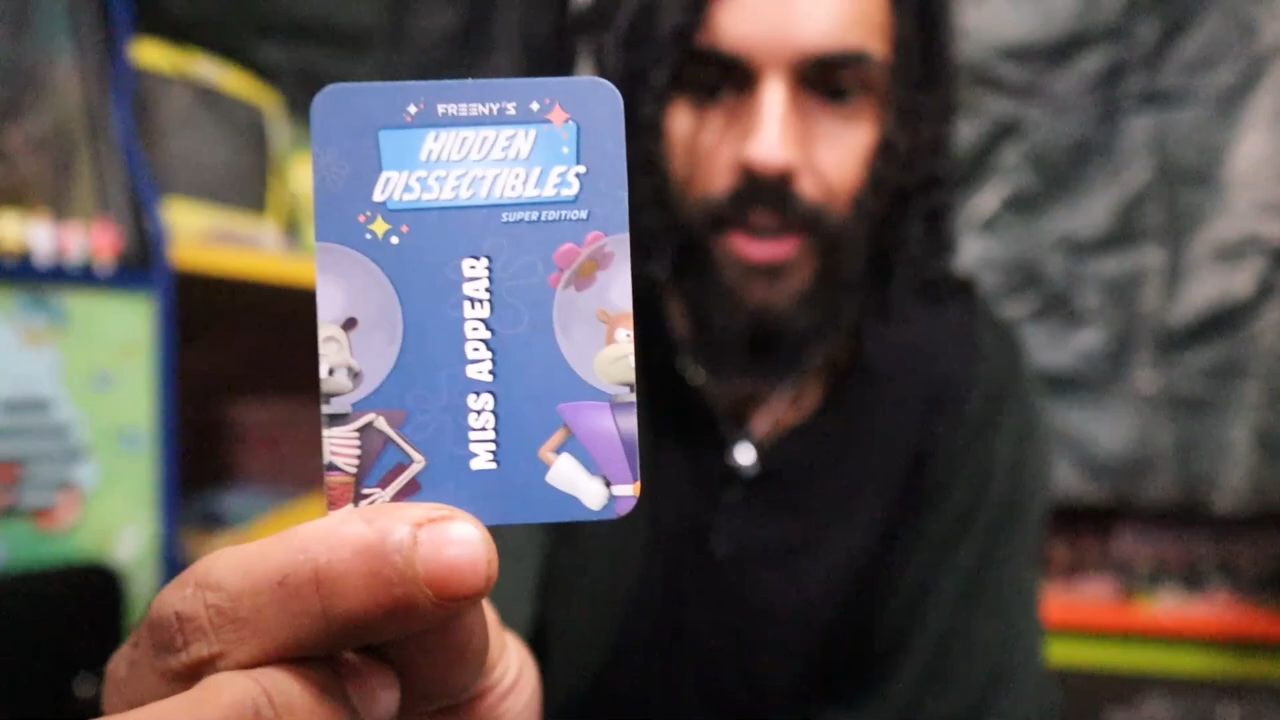 FREENY'S
HIDDEN
DISSECTIBLES
SUPER EDITION
MISS APPEAR